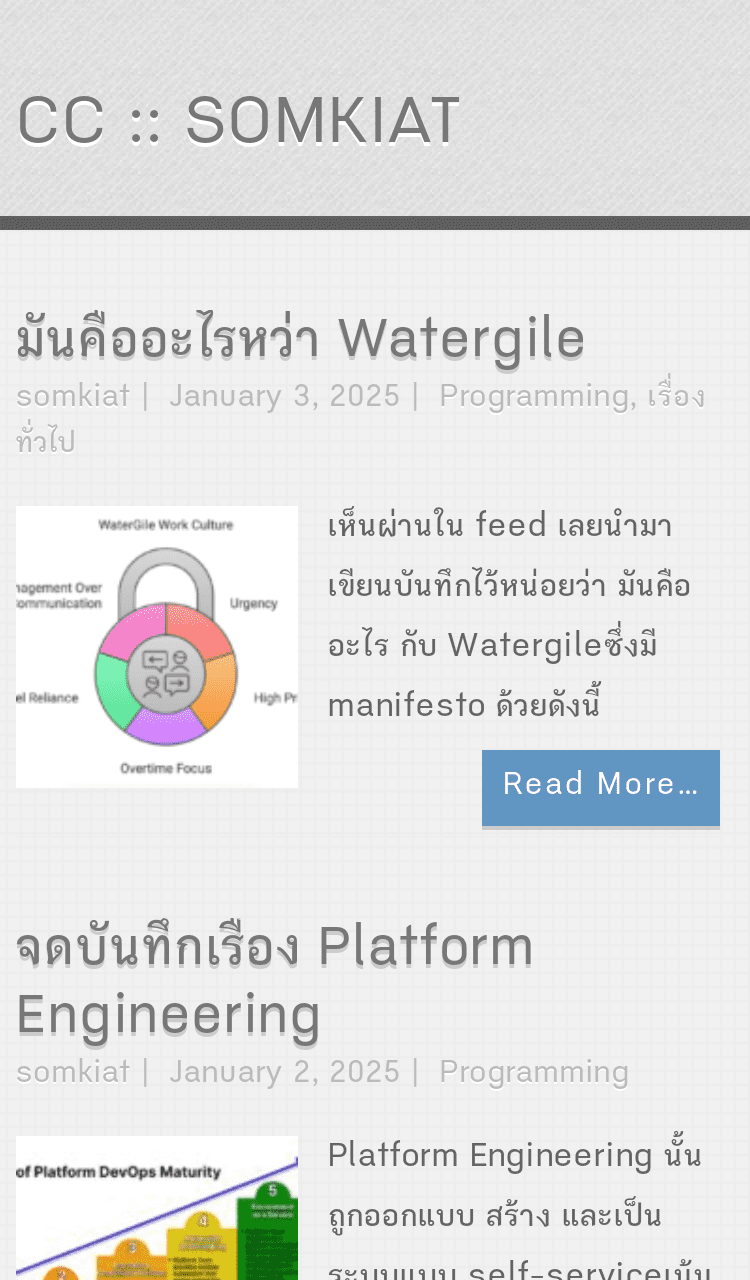 CC :: SOMKIAT
มันคืออะไรหว่า Watergile
somkiat | January 3, 2025 | Programming, เรื่อง
ทั่วไป
WaterGile Work Culture
nagement Over
ommunication
Urgency
el Reliance
High Pr
Overtime Focus
เห็นผ่านใน feed เลยนำมา
เขียนบันทึกไว้หน่อยว่า มันคือ
อะไร กับ Watergileซึ่งมี
manifesto ด้วยดังนี้
Read More…
จดบันทึกเรื่อง Platform
Engineering
somkiat | January 2, 2025 | Programming
of Platform DevOps Maturity
5
4
3
2
Platform Engineering นั้น
ถูกออกแบบ สร้าง และเป็น
ระบบแบบ self-serviceเน้น